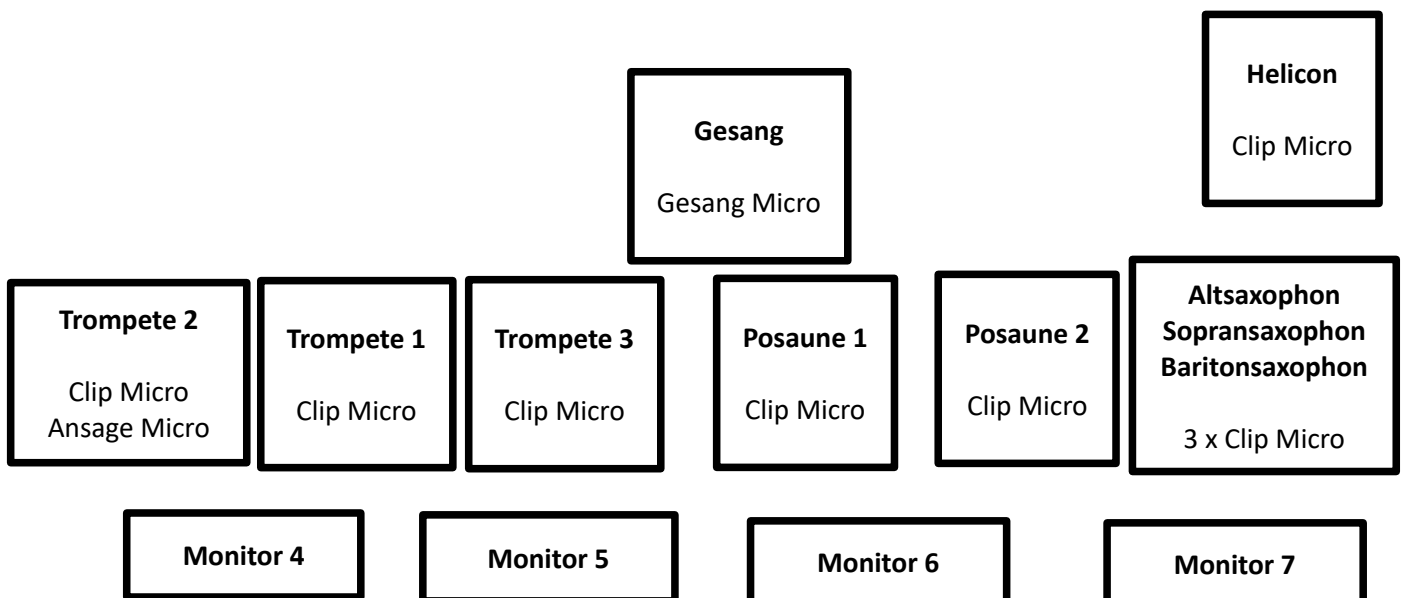 Helicon
Clip Micro
Gesang
Gesang Micro
Trompete 2
Clip Micro
Ansage Micro
Trompete 1
Clip Micro
Trompete 3
Clip Micro
Posaune 1
Clip Micro
Posaune 2
Clip Micro
Altsaxophon
Sopransaxophon
Baritonsaxophon
3 x Clip Micro
Monitor 4
Monitor 5
Monitor 6
Monitor 7